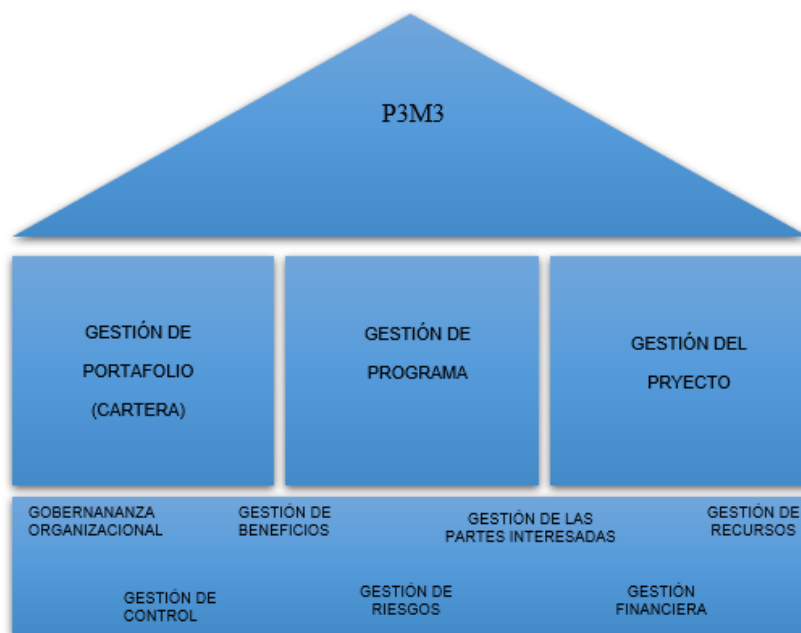 P3M3
GESTIÓN DE
PORTAFOLIO
(CARTERA)
GESTIÓN DE
PROGRAMA
GESTIÓN DEL
PRYECTO
GOBERNANANZA
ORGANIZACIONAL
GESTIÓN DE
BENEFICIOS
GESTIÓN DE LAS
PARTES INTERESADAS
GESTIÓN DE
RECURSOS
GESTIÓN DE
CONTROL
GESTIÓN DE
RIESGOS
GESTIÓN
FINANCIERA